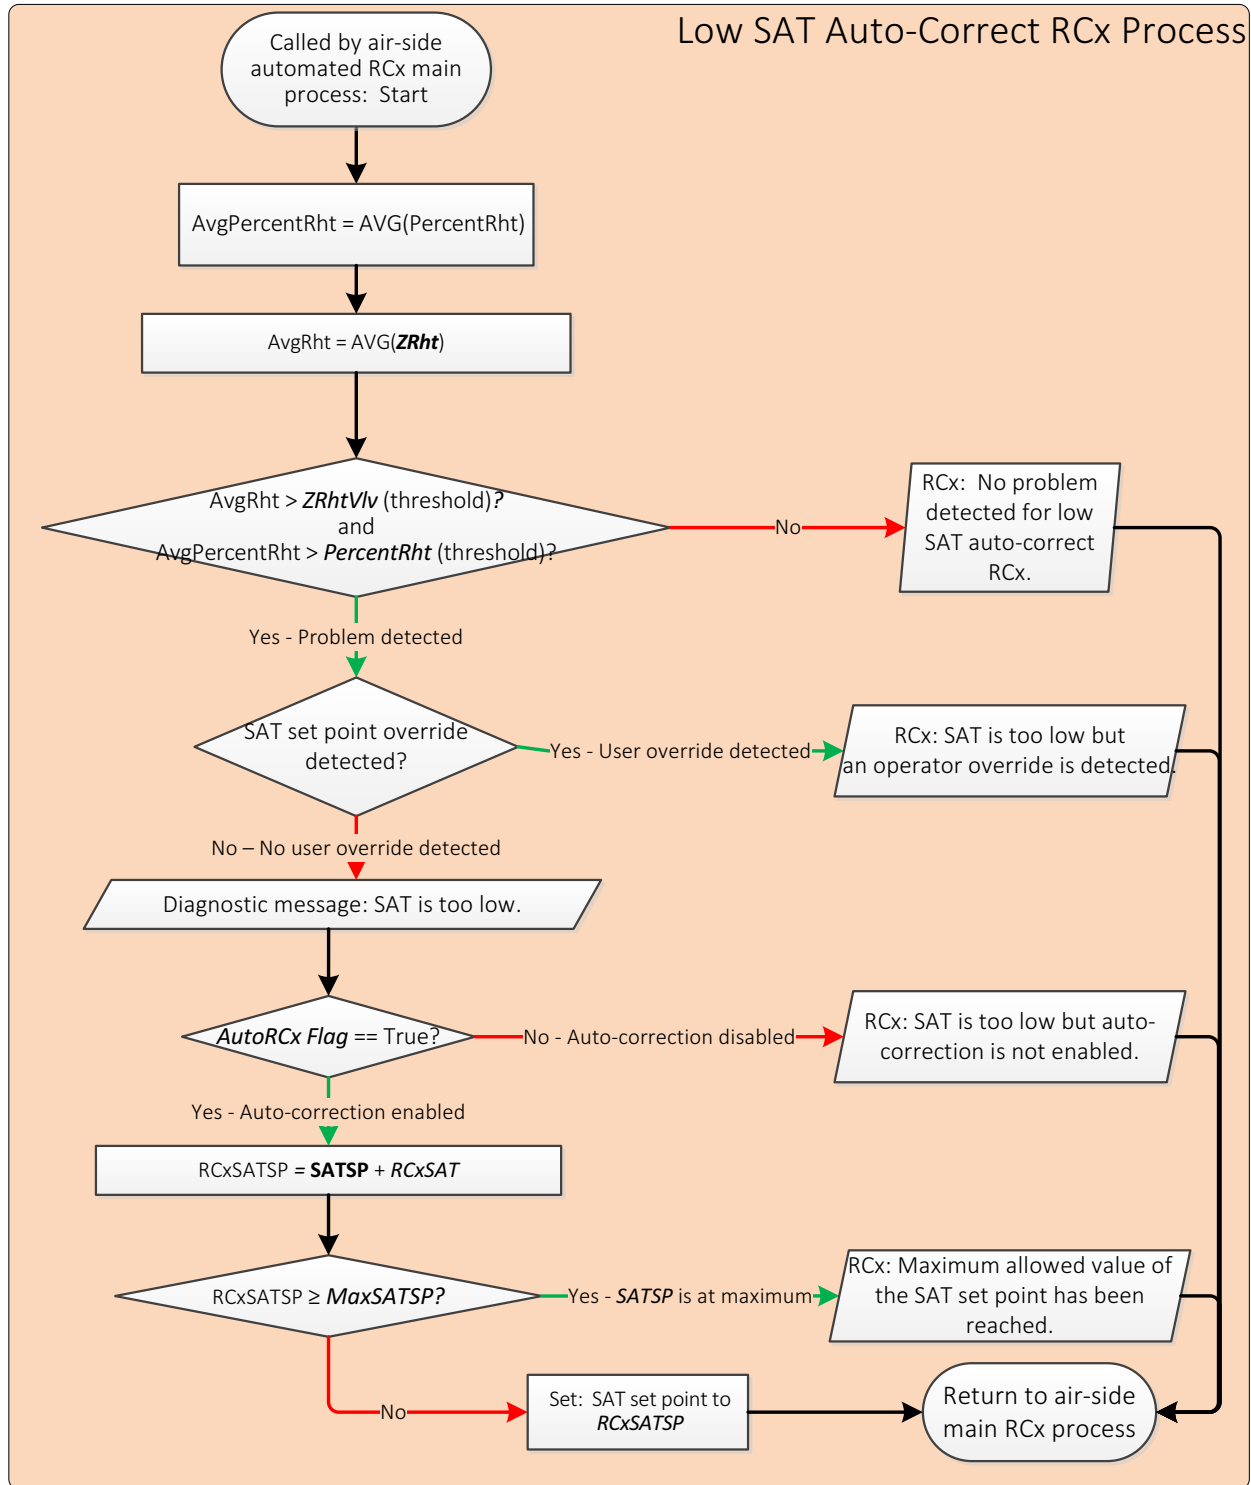 Low SAT Auto-Correct RCx Process
Called by air-side
automated RCx main
process:  Start
AvgPercentRht = AVG(PercentRht)
AvgRht = AVG(ZRht)
AvgRht > ZRhtVlv (threshold)?
and
AvgPercentRht > PercentRht (threshold)?
No
RCx:  No problem
detected for low
SAT auto-correct
RCx.
Yes - Problem detected
SAT set point override
detected?
Yes - User override detected
RCx: SAT is too low but
an operator override is detected.
No – No user override detected
Diagnostic message: SAT is too low.
AutoRCx Flag == True?
No - Auto-correction disabled
RCx: SAT is too low but auto-
correction is not enabled.
Yes - Auto-correction enabled
RCxSATSP = SATSP + RCxSAT
RCxSATSP ≥ MaxSATSP?
Yes - SATSP is at maximum
RCx: Maximum allowed value of
the SAT set point has been
reached.
No
Set:  SAT set point to
RCxSATSP
Return to air-side
main RCx process